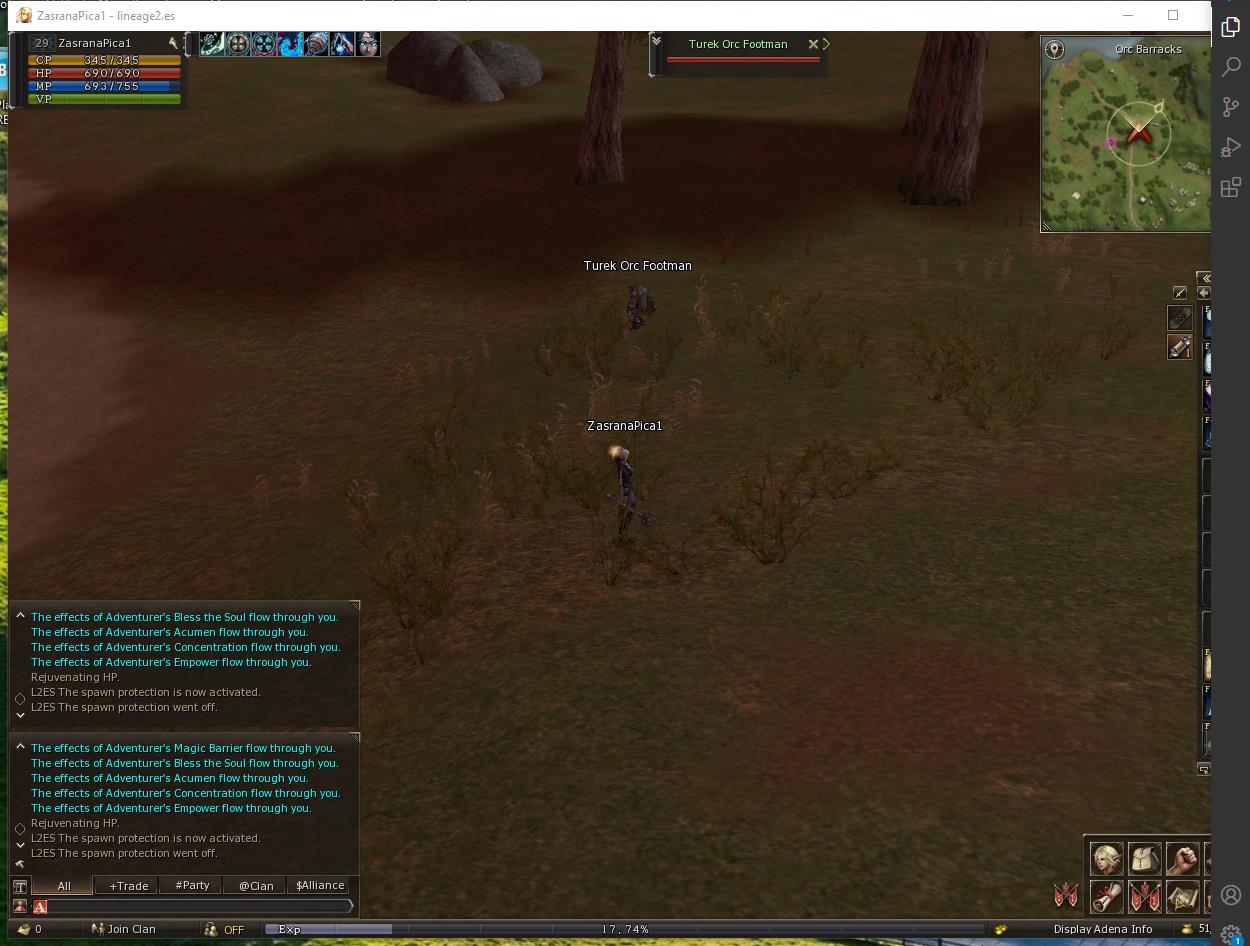 ZasranaPica1 - lineage2.es
29 ZasranaPica1
CP 345/345
HP 690/690
MP 693/755
VP
Turek Orc Footman
Orc Barracks
Turek Orc Footman
ZasranaPica1
The effects of Adventurer's Bless the Soul flow through you.
The effects of Adventurer's Acumen flow through you.
The effects of Adventurer's Concentration flow through you.
The effects of Adventurer's Empower flow through you.
Rejuvenating HP.
L2ES The spawn protection is now activated.
L2ES The spawn protection went off.
The effects of Adventurer's Magic Barrier flow through you.
The effects of Adventurer's Bless the Soul flow through you.
The effects of Adventurer's Acumen flow through you.
The effects of Adventurer's Concentration flow through you.
The effects of Adventurer's Empower flow through you.
Rejuvenating HP.
L2ES The spawn protection is now activated.
L2ES The spawn protection went off.
T All +Trade #Party @Clan $Alliance
A
0 Join Clan OFF Exp 17,74% Display Adena Info 51,
1